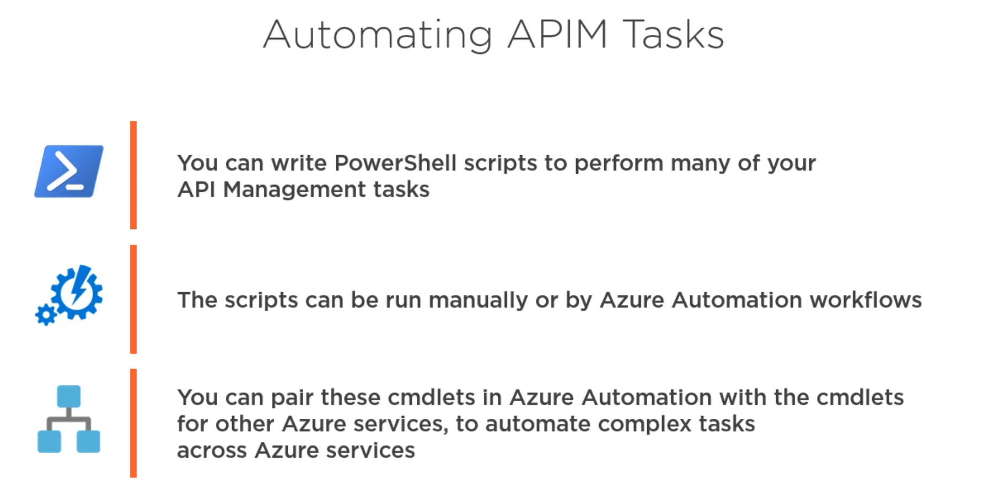 Automating APIM Tasks
You can write PowerShell scripts to perform many of your
API Management tasks
The scripts can be run manually or by Azure Automation workflows
You can pair these cmdlets in Azure Automation with the cmdlets
for other Azure services, to automate complex tasks
across Azure services